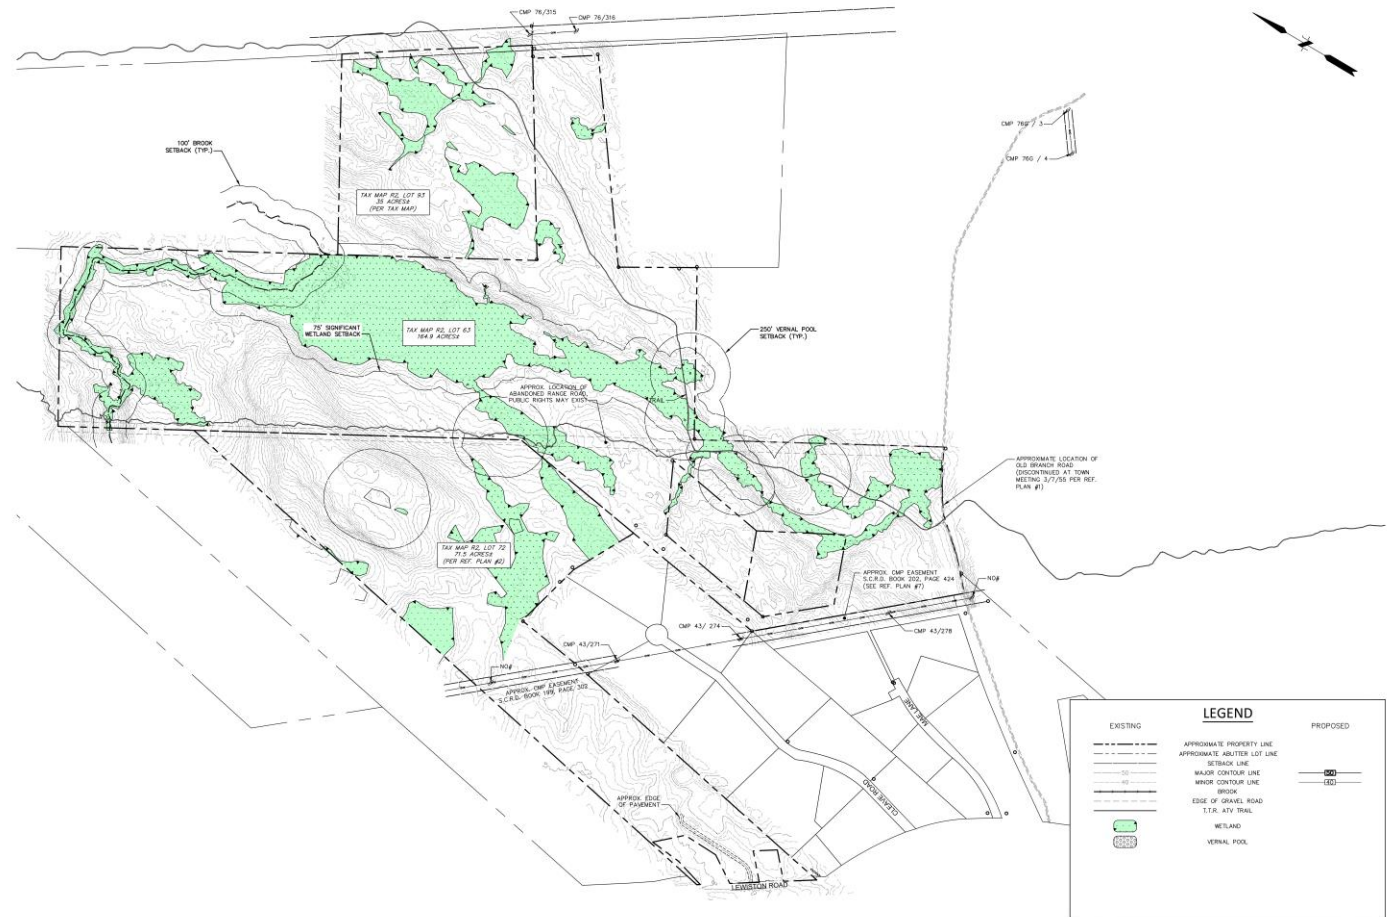 CMP 76/315
CMP 76/316
CMP 760 / 3
CMP 760 / 4
100' BROOK
SETBACK (TYP.)
TAX MAP R2, LOT 93
35 ACRES±
(PER TAX MAP)
75' SIGNIFICANT
WETLAND SETBACK
TAX MAP R2, LOT 63
164.9 ACRES±
250' VERNAL POOL
SETBACK (TYP.)
APPROX. LOCATION OF
ABANDONED RANGE ROAD,
PUBLIC RIGHTS MAY EXIST
TRAIL
APPROXIMATE LOCATION OF
OLD BRANCH ROAD
(DISCONTINUED AT TOWN
MEETING 3/7/55 PER REF.
PLAN #1)
TAX MAP R2, LOT 72
71.5 ACRES±
(PER REF. PLAN #2)
APPROX. CMP EASEMENT
S.C.R.D. BOOK 202, PAGE 424
(SEE REF. PLAN #7)
NO#
CMP 43/ 274
CMP 43/278
CMP 43/271
NO#
APPROX. CMP EASEMENT
S.C.R.D. BOOK 199, PAGE
CLEAVE ROAD
LANE
APPROX. EDGE
OF PAVEMENT
LEWISTON ROAD
LEGEND
EXISTING
PROPOSED
APPROXIMATE PROPERTY LINE
APPROXIMATE ABUTTER LOT LINE
SETBACK LINE
50 MAJOR CONTOUR LINE 50
40 MINOR CONTOUR LINE 40
BROOK
EDGE OF GRAVEL ROAD
T.T.R. ATV TRAIL
WETLAND
VERNAL POOL